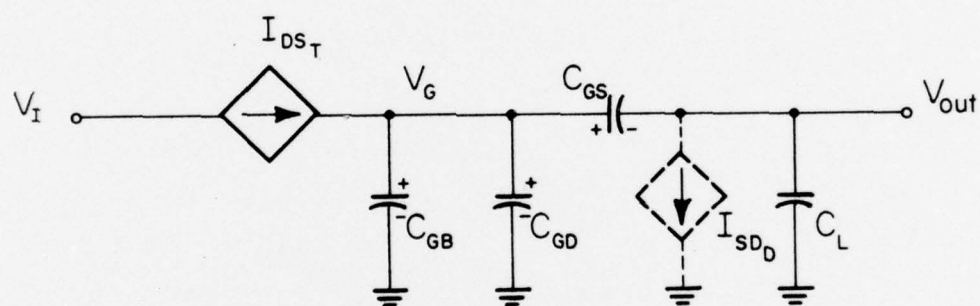 I_DS_T
V_I
V_G
C_GS
V_out
+ -
+
- C_GB
+
- C_GD
I_SD_D
C_L